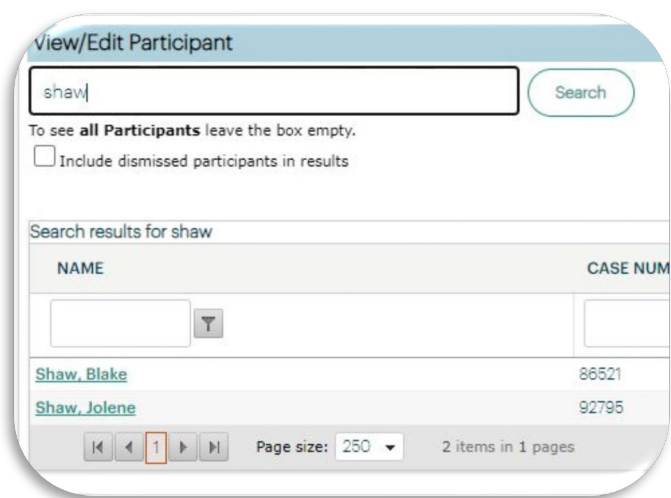 View/Edit Participant
shaw
Search
To see all Participants leave the box empty.
Include dismissed participants in results
Search results for shaw
NAME CASE NUM
Shaw, Blake 86521
Shaw, Jolene 92795
1 Page size: 250 2 items in 1 pages